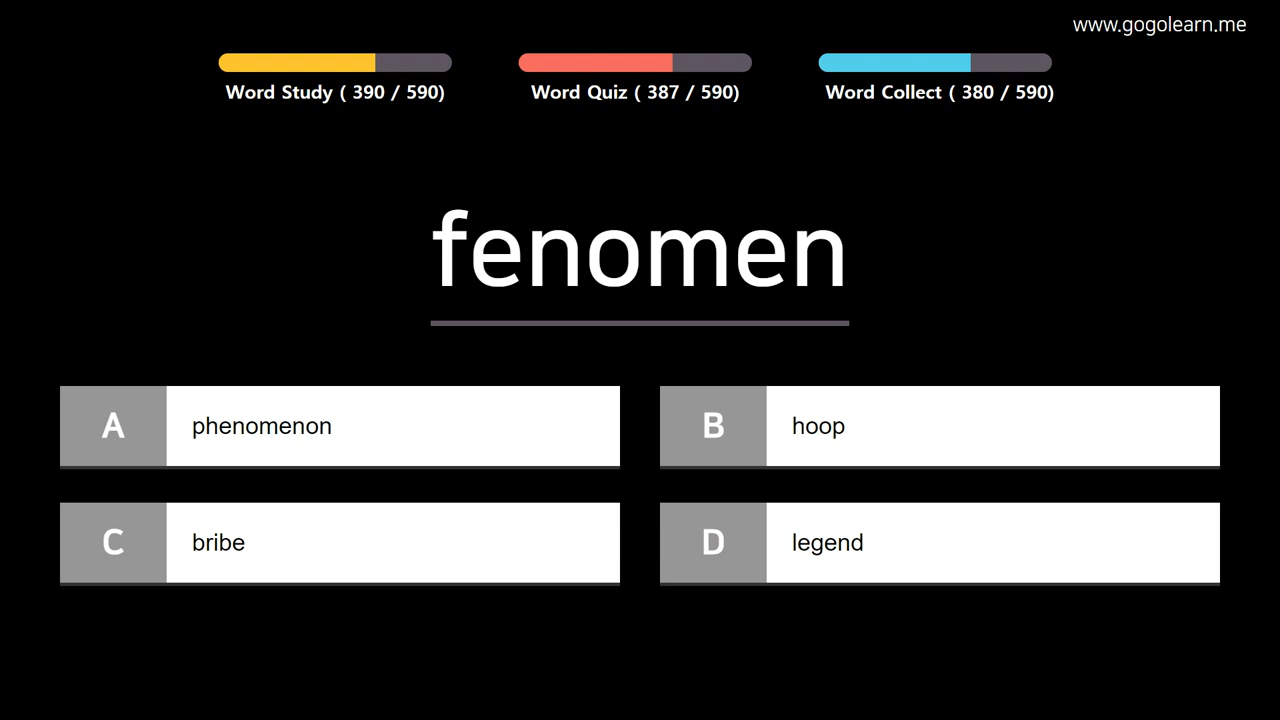 www.gogolearn.me
Word Study ( 390 / 590)
Word Quiz ( 387 / 590)
Word Collect ( 380 / 590)
fenomen
A phenomenon
B hoop
C bribe
D legend